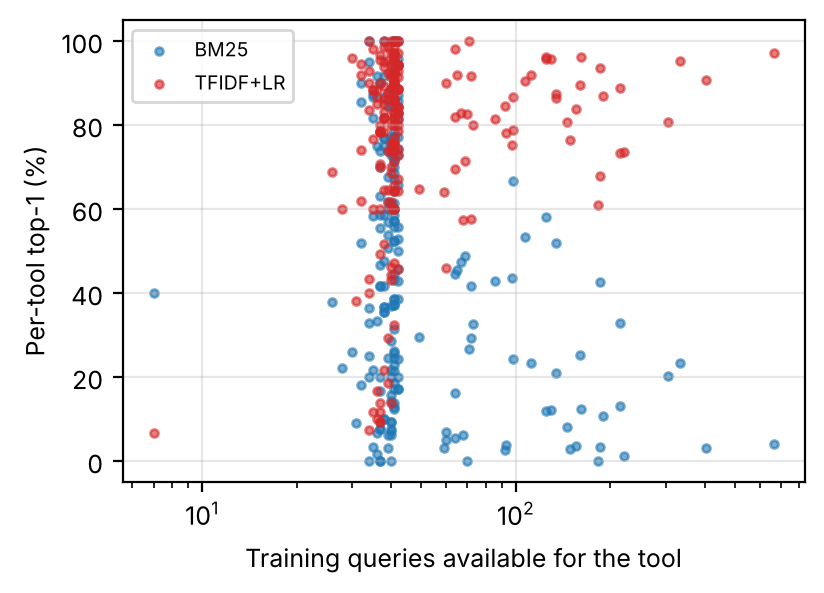 BM25
TFIDF+LR
Per-tool top-1 (%)
100
80
60
40
20
0
10¹
10²
Training queries available for the tool